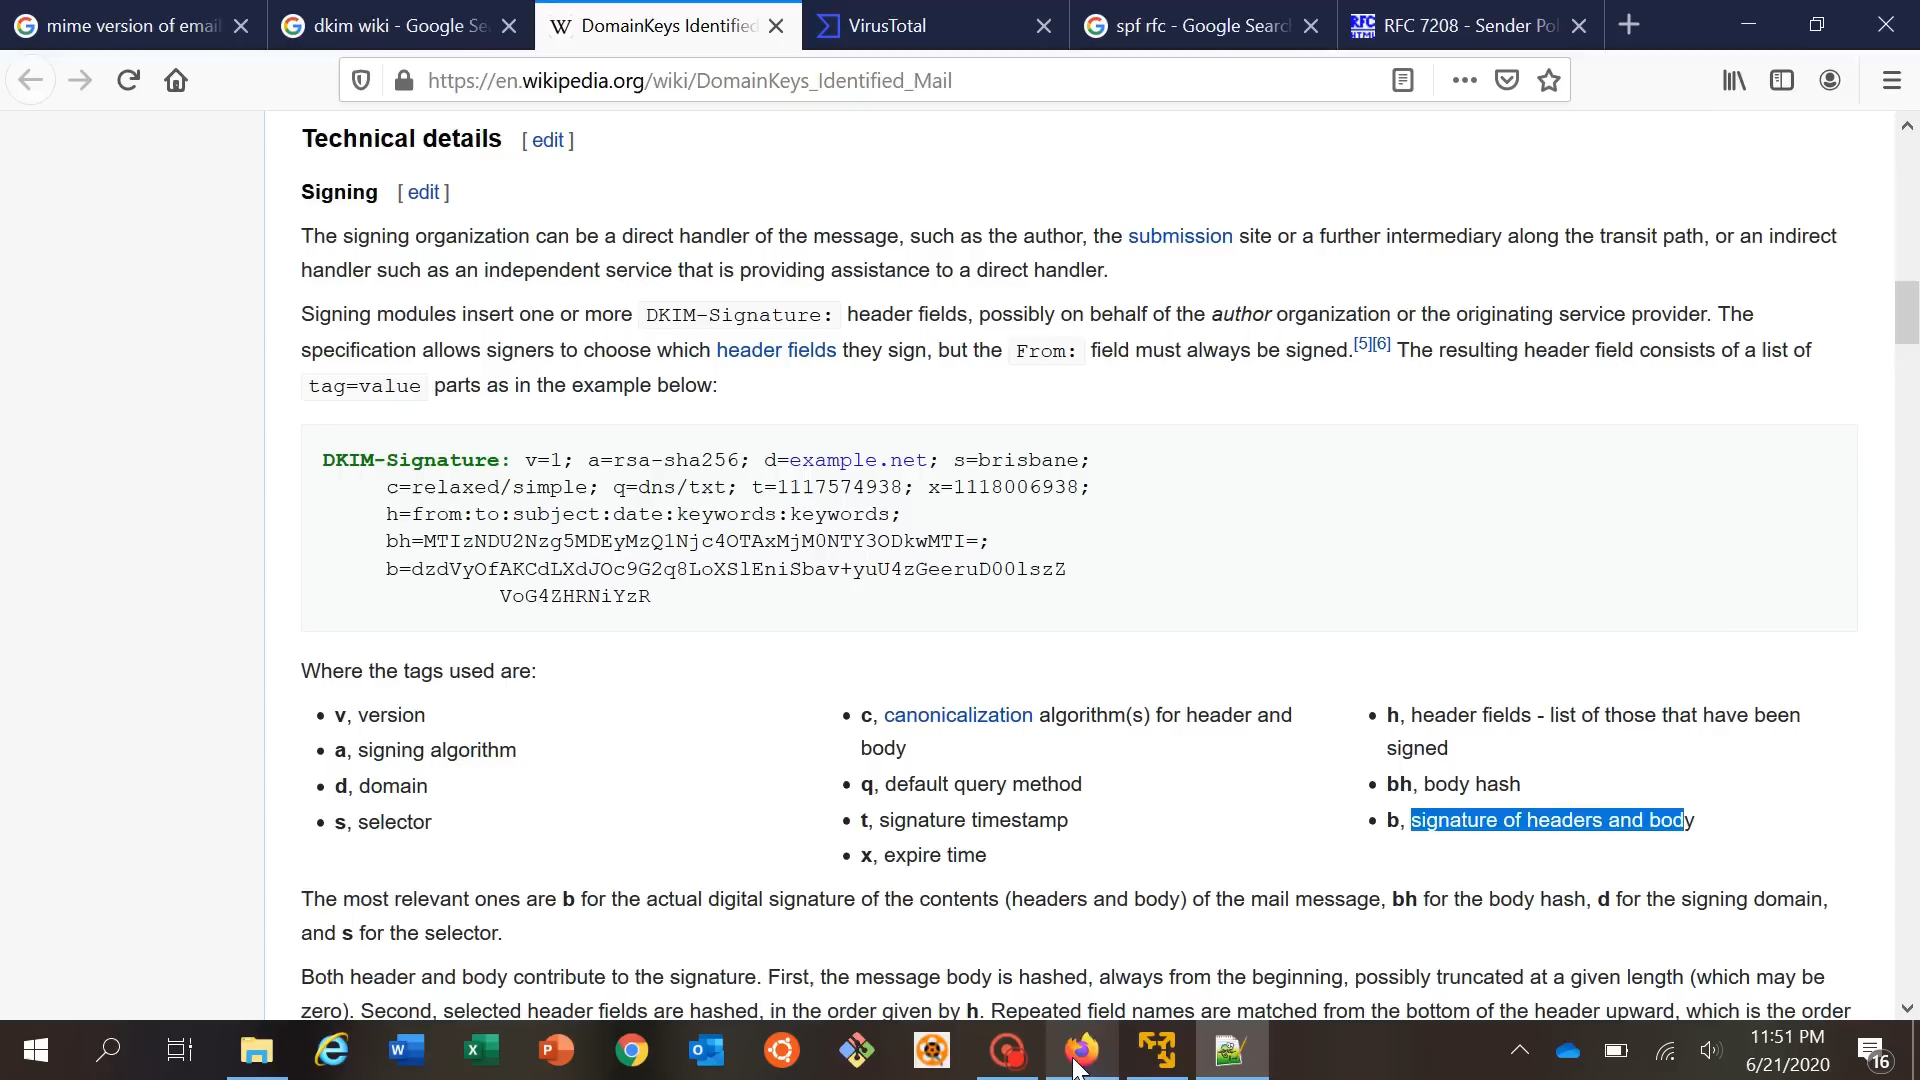 mime version of email
dkim wiki - Google Se
DomainKeys Identified
VirusTotal
spf rfc - Google Search
RFC 7208 - Sender Pol
https://en.wikipedia.org/wiki/DomainKeys_Identified_Mail
Technical details [ edit ]
Signing [ edit ]
The signing organization can be a direct handler of the message, such as the author, the submission site or a further intermediary along the transit path, or an indirect
handler such as an independent service that is providing assistance to a direct handler.
Signing modules insert one or more DKIM-Signature: header fields, possibly on behalf of the author organization or the originating service provider. The
specification allows signers to choose which header fields they sign, but the From: field must always be signed.[5][6] The resulting header field consists of a list of
tag=value parts as in the example below:
DKIM-Signature: v=1; a=rsa-sha256; d=example.net; s=brisbane;
c=relaxed/simple; q=dns/txt; t=1117574938; x=1118006938;
h=from:to:subject:date:keywords:keywords;
bh=MTIzNDU2Nzg5MDEyMzQ1Njc4OTAxMjM0NTY3ODkwMTI=;
b=dzdVyOfAKCdLXdJOc9G2q8LoXSlEniSbav+yuU4zGeeruD00lszZ
VoG4ZHRNiYzR
Where the tags used are:
• v, version
• a, signing algorithm
• d, domain
• s, selector
• c, canonicalization algorithm(s) for header and
body
• q, default query method
• t, signature timestamp
• x, expire time
• h, header fields - list of those that have been
signed
• bh, body hash
• b, signature of headers and body
The most relevant ones are b for the actual digital signature of the contents (headers and body) of the mail message, bh for the body hash, d for the signing domain,
and s for the selector.
Both header and body contribute to the signature. First, the message body is hashed, always from the beginning, possibly truncated at a given length (which may be
zero). Second, selected header fields are hashed, in the order given by h. Repeated field names are matched from the bottom of the header upward, which is the order
11:51 PM
6/21/2020
16